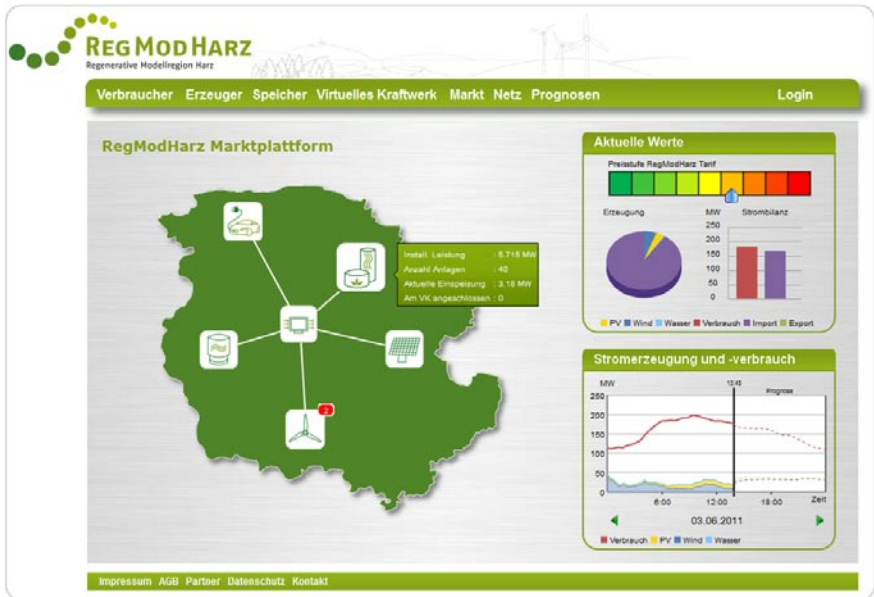 REGMODHARZ
Regenerative Modellregion Harz
Verbraucher Erzeuger Speicher Virtuelles Kraftwerk Markt Netz Prognosen Login
RegModHarz Marktplattform
Install. Leistung : 5.715 MW
Anzahl Anlagen : 40
Aktuelle Einspeisung : 3.18 MW
Am VK angeschlossen : 0
2
Aktuelle Werte
Preisstufe RegModHarz Tarif
Erzeugung MW Strombilanz
250
200
150
100
50
0
PV Wind Wasser Verbrauch Import Export
Stromerzeugung und -verbrauch
MW 13:45 Prognose
250
200
150
100
50
0
6:00 12:00 18:00 Zeit
03.06.2011
Verbrauch PV Wind Wasser
Impressum AGB Partner Datenschutz Kontakt